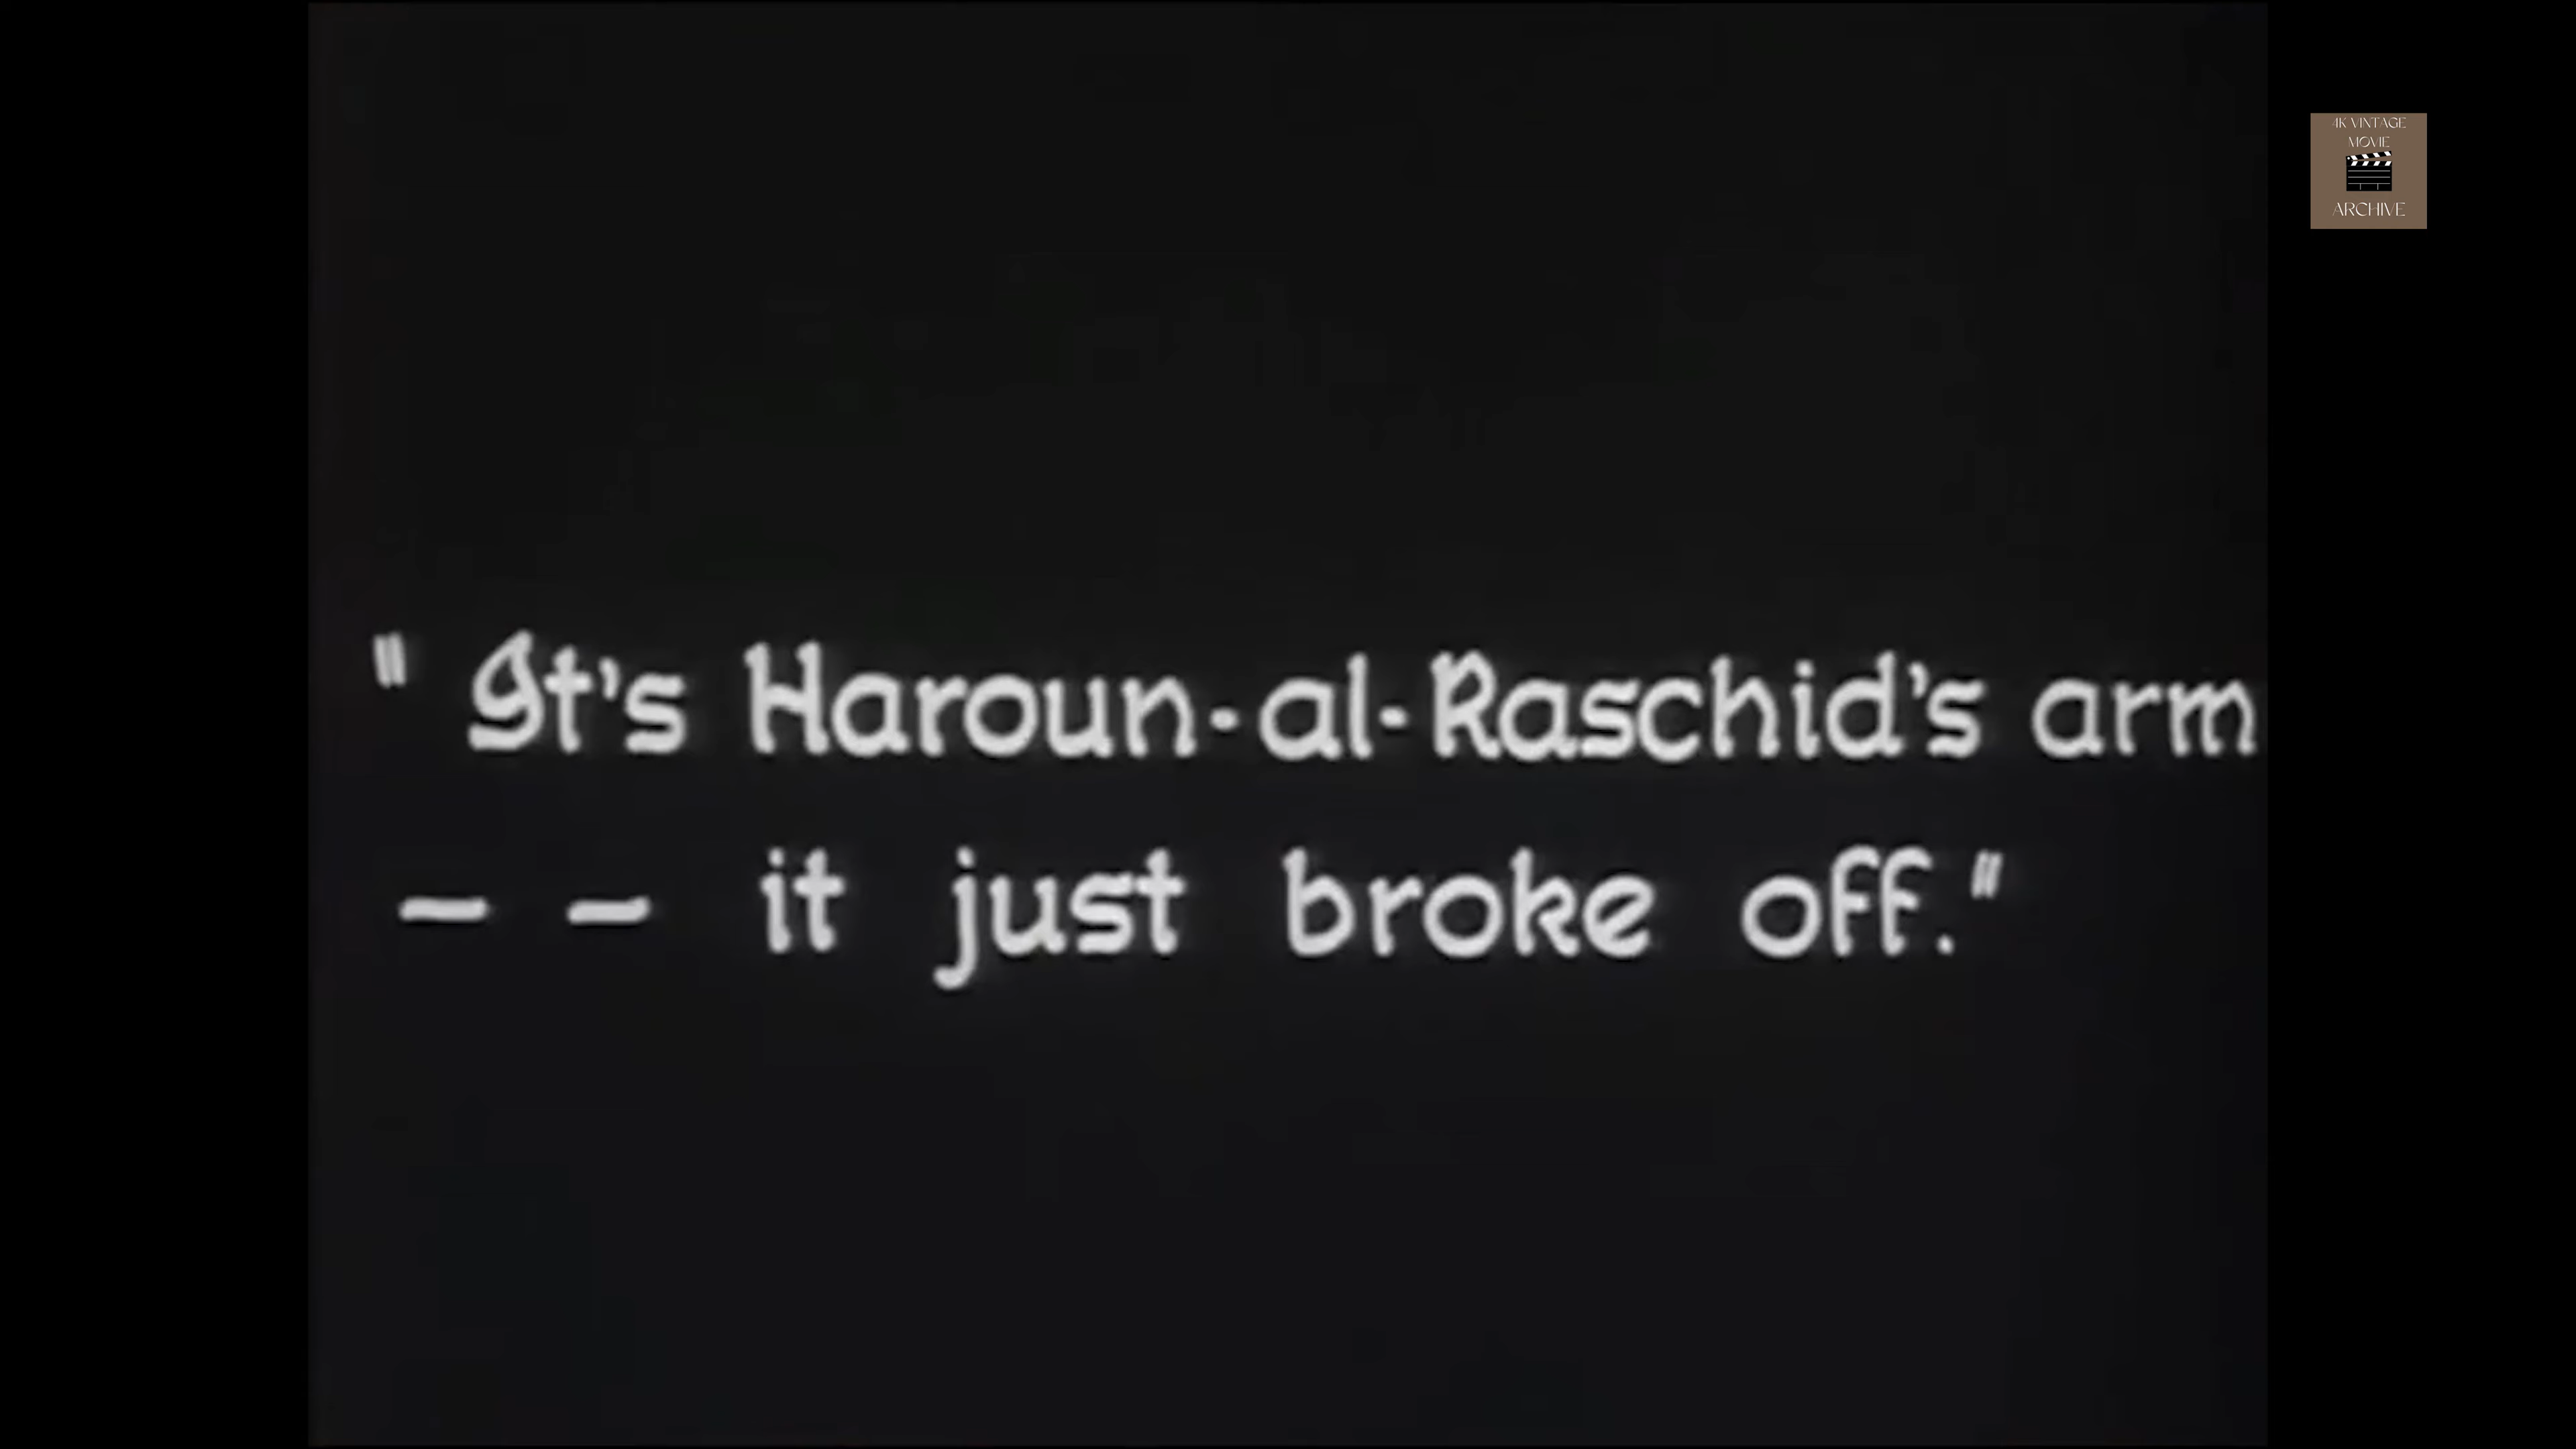 " It's Haroun-al-Raschid's arm
— — it just broke off."
4K VINTAGE
MOVIE
ARCHIVE